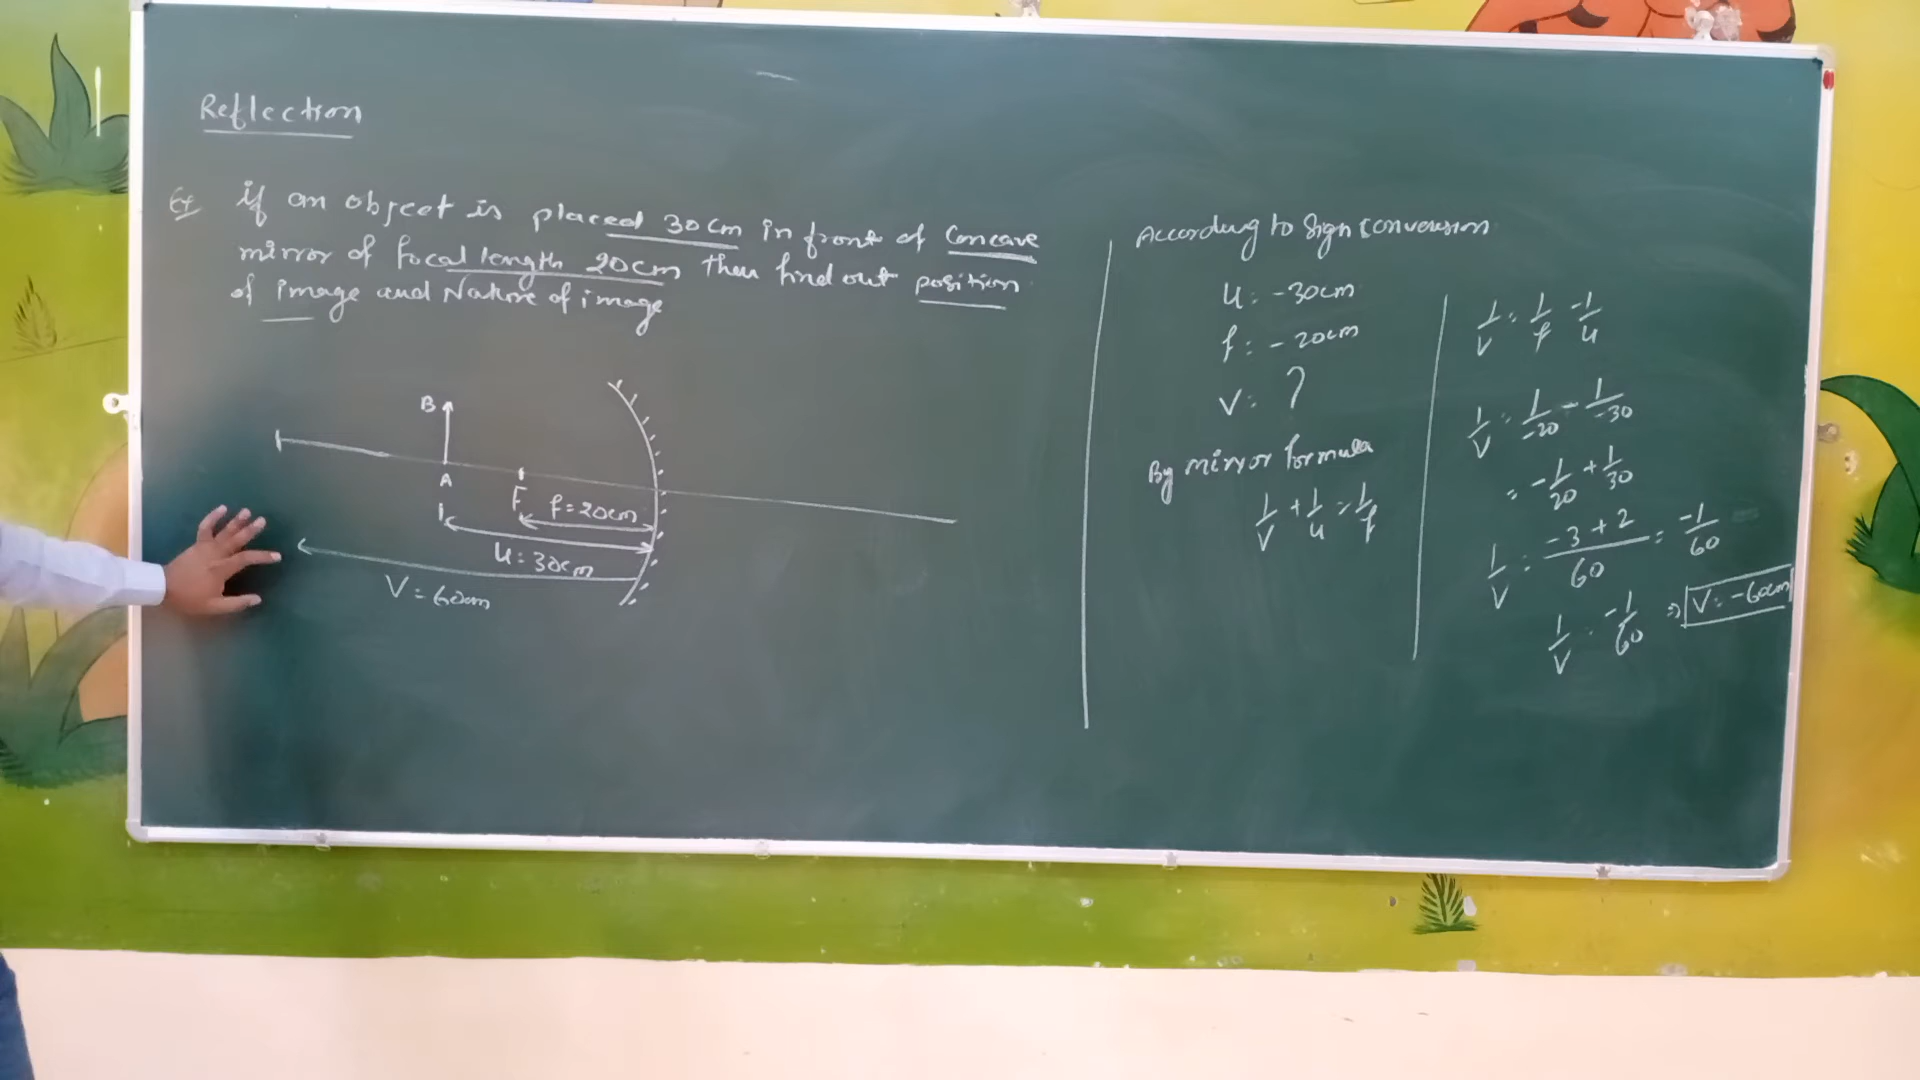 Reflection
Ex if an object is placed 30cm in front of Concave
mirror of focal length 20cm then find out position
of image and Nature of image
B
A
F
f=20cm
u=30cm
V=60cm
According to Sign Conversion
u=-30cm
f=-20cm
V=?
By mirror formula
1/V+1/u=1/f
1/V=1/f-1/u
1/V=1/-20-1/-30
=-1/20+1/30
1/V=-3+2/60=-1/60
1/V=-1/60 ⇒ V=-60cm